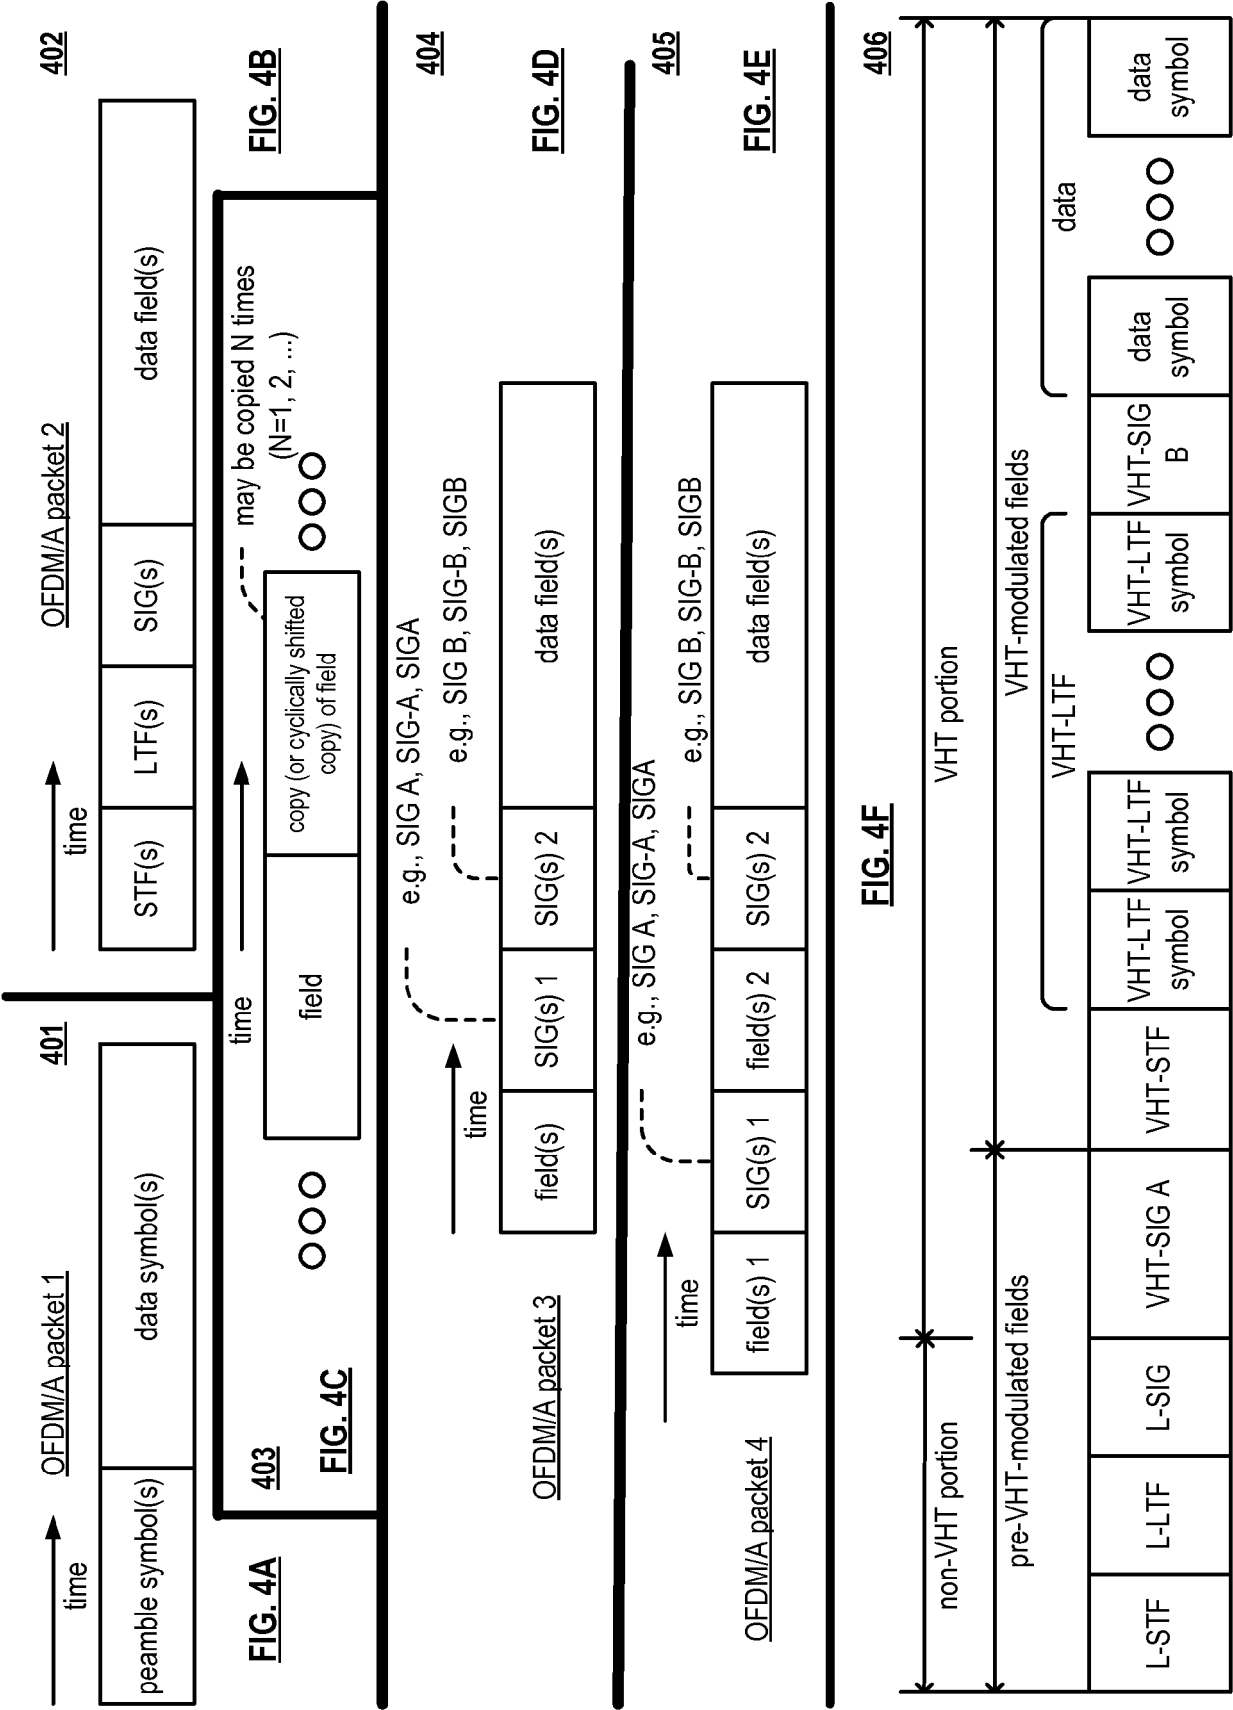 401
OFDM/A packet 1
time
peamble symbol(s)
data symbol(s)
FIG. 4A
402
OFDM/A packet 2
time
STF(s)
LTF(s)
SIG(s)
data field(s)
FIG. 4B
403
time
may be copied N times
(N=1, 2, ...)
field
copy (or cyclically shifted
copy) of field
FIG. 4C
404
e.g., SIG A, SIG-A, SIGA
e.g., SIG B, SIG-B, SIGB
time
field(s)
SIG(s) 1
SIG(s) 2
data field(s)
OFDM/A packet 3
FIG. 4D
405
e.g., SIG A, SIG-A, SIGA
e.g., SIG B, SIG-B, SIGB
time
field(s) 1
SIG(s) 1
field(s) 2
SIG(s) 2
data field(s)
OFDM/A packet 4
FIG. 4E
406
FIG. 4F
non-VHT portion
VHT portion
pre-VHT-modulated fields
VHT-modulated fields
VHT-LTF
data
L-STF
L-LTF
L-SIG
VHT-SIG A
VHT-STF
VHT-LTF
symbol
VHT-LTF
symbol
VHT-LTF
symbol
VHT-SIG
B
data
symbol
data
symbol